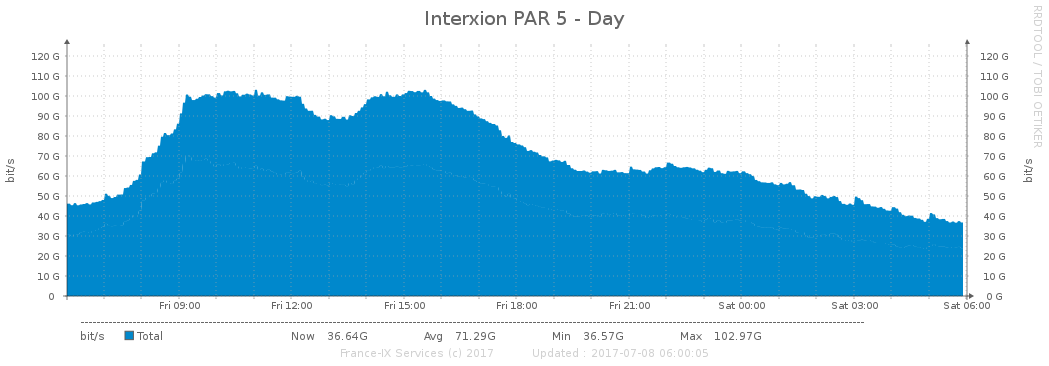 Interxion PAR 5 - Day
RRDTOOL / TOBI OETIKER
bit/s
bit/s
120 G 120 G
110 G 110 G
100 G 100 G
90 G 90 G
80 G 80 G
70 G 70 G
60 G 60 G
50 G 50 G
40 G 40 G
30 G 30 G
20 G 20 G
10 G 10 G
0 0 G
Fri 09:00 Fri 12:00 Fri 15:00 Fri 18:00 Fri 21:00 Sat 00:00 Sat 03:00 Sat 06:00
bit/s Total Now 36.64G Avg 71.29G Min 36.57G Max 102.97G
France-IX Services (c) 2017 Updated : 2017-07-08 06:00:05